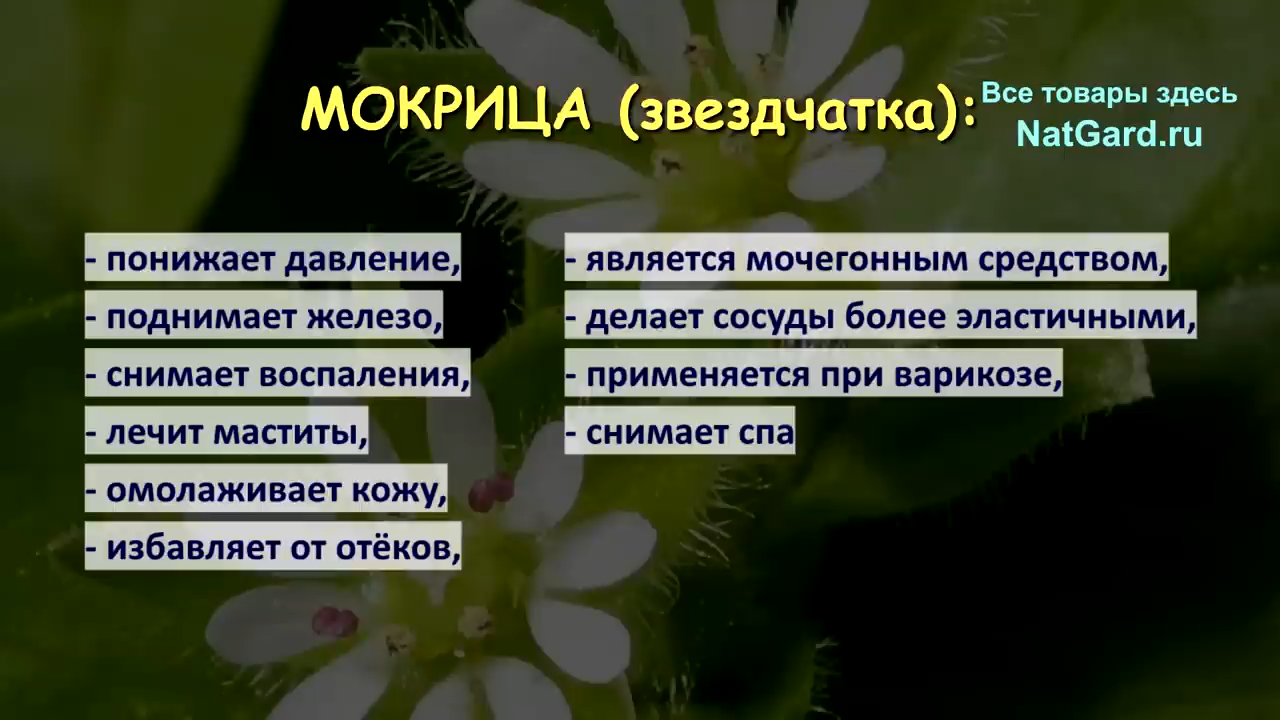 МОКРИЦА (звездчатка):
Все товары здесь
NatGard.ru
- понижает давление,
- поднимает железо,
- снимает воспаления,
- лечит маститы,
- омолаживает кожу,
- избавляет от отёков,
- является мочегонным средством,
- делает сосуды более эластичными,
- применяется при варикозе,
- снимает спа